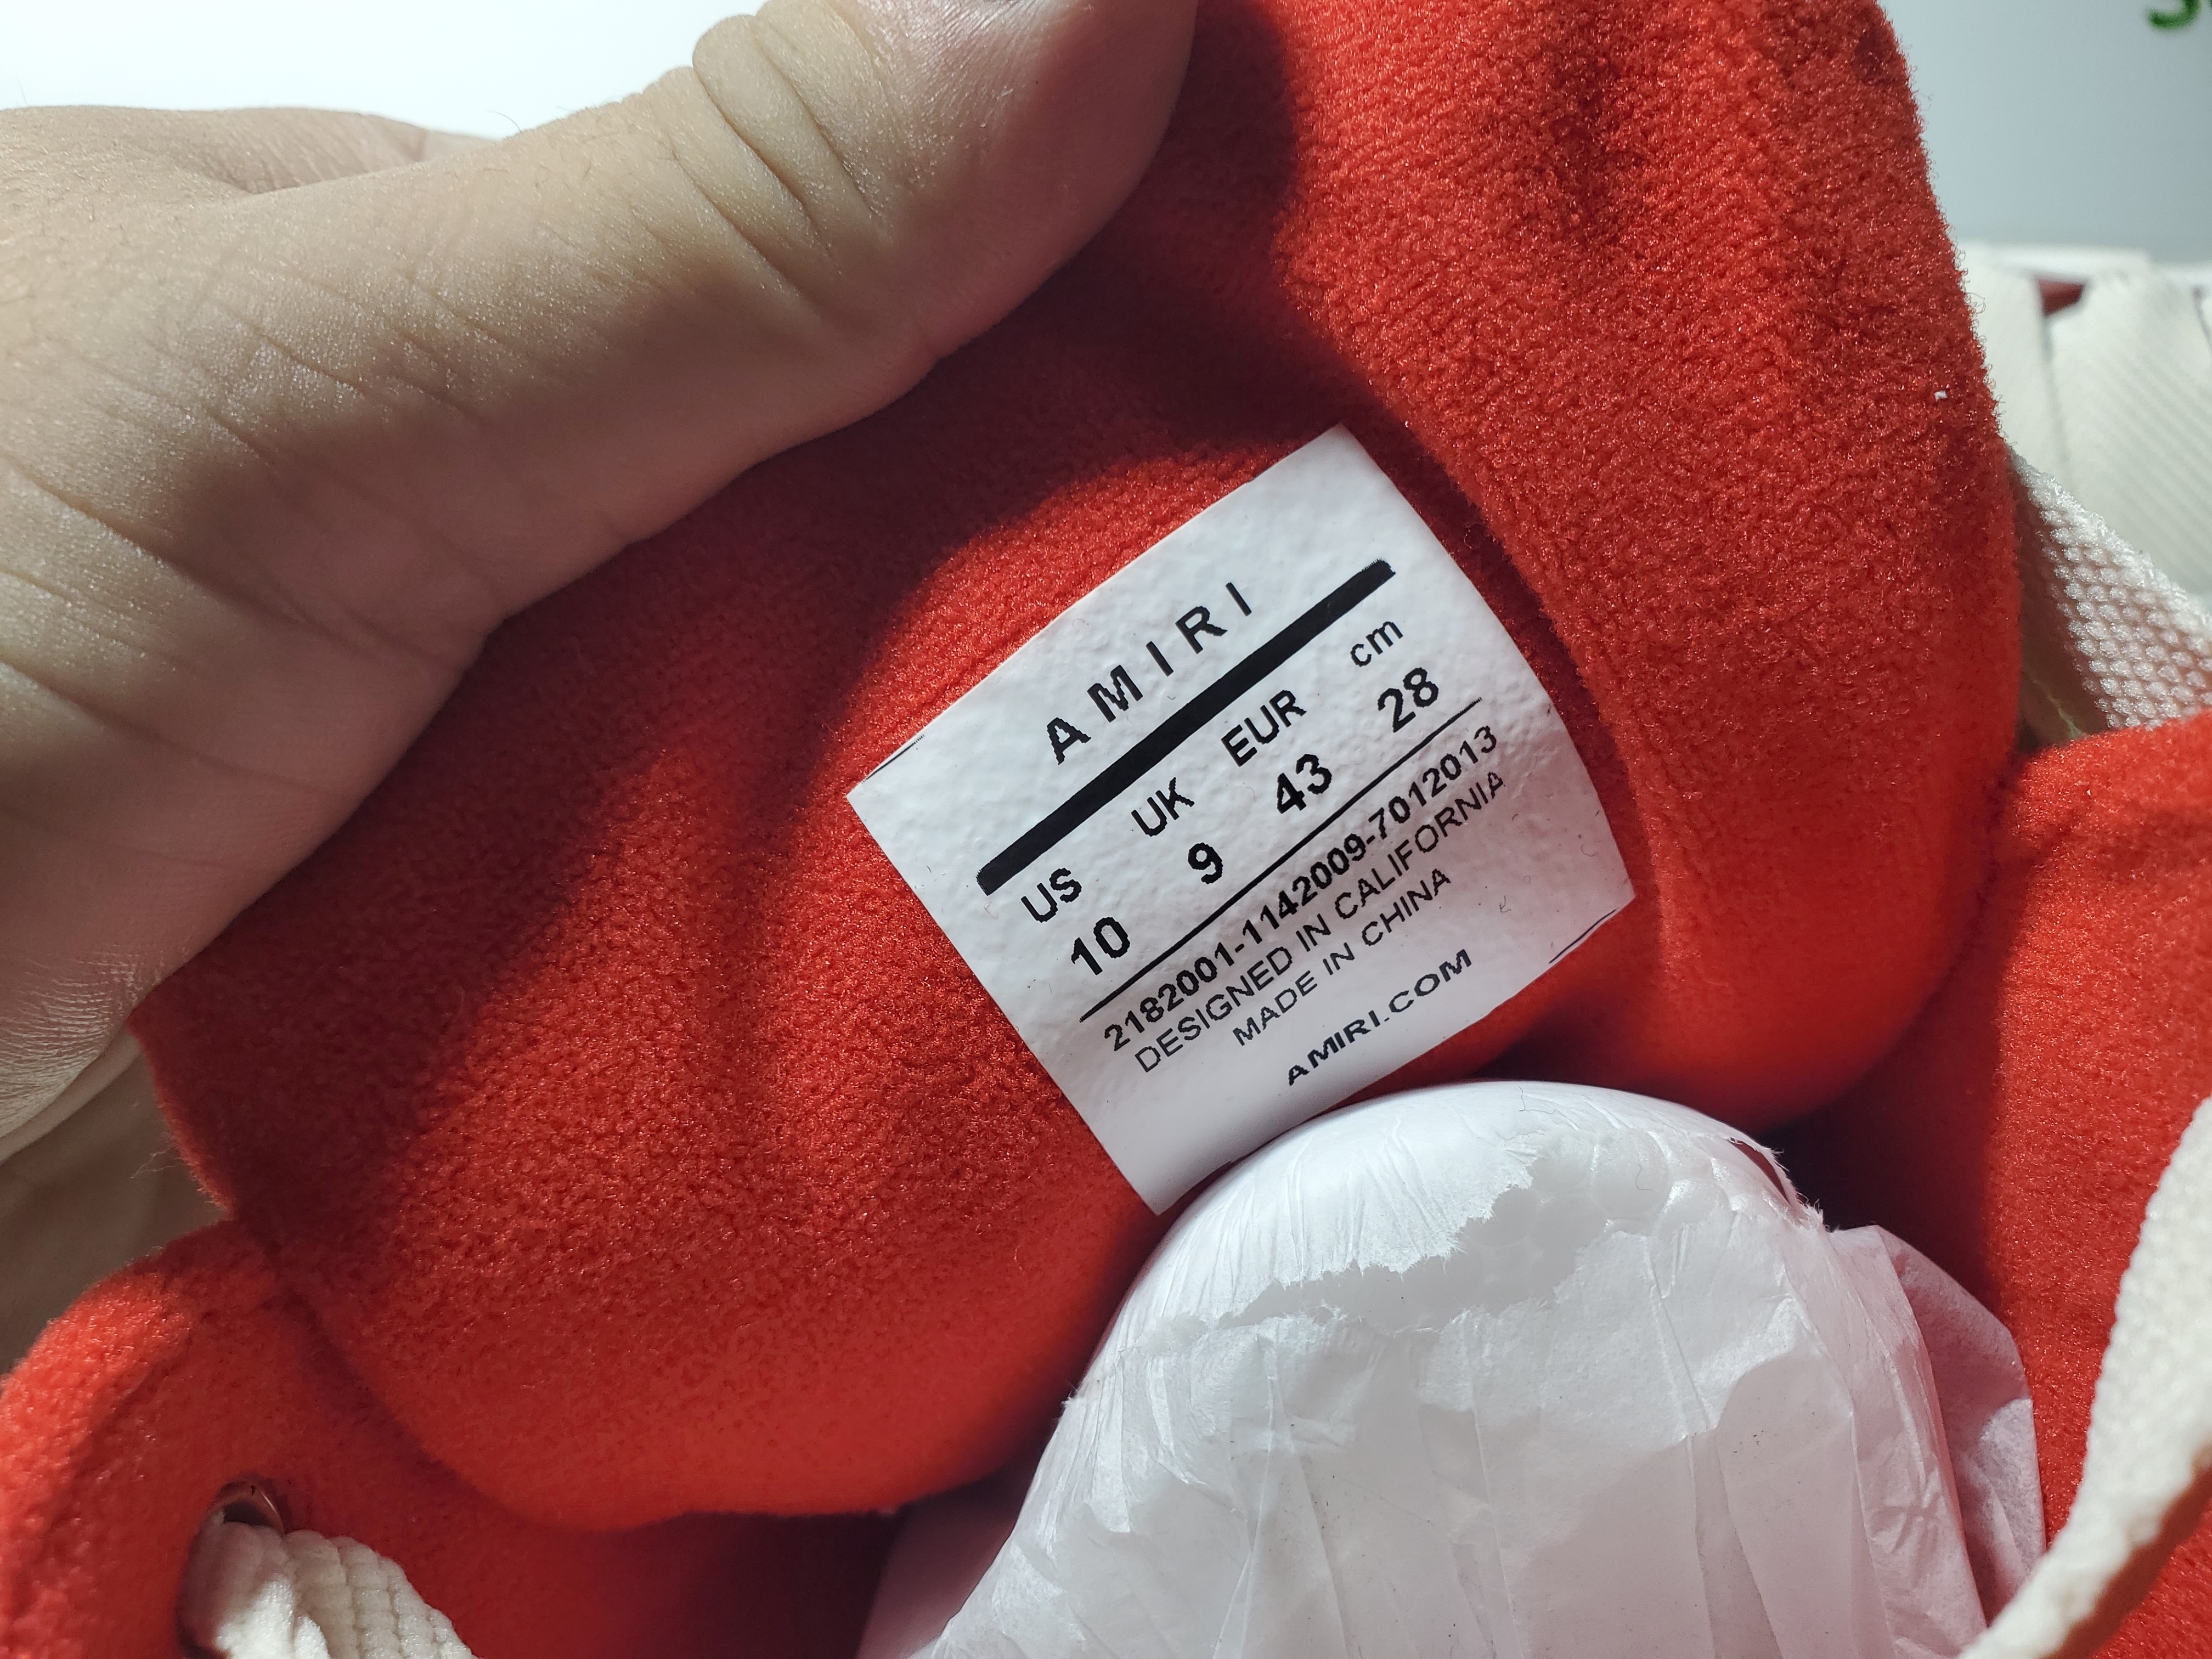 AMIRI
US UK EUR cm
10 9 43 28
2182001-1142009-7012013
DESIGNED IN CALIFORNIA
MADE IN CHINA
AMIRI.COM